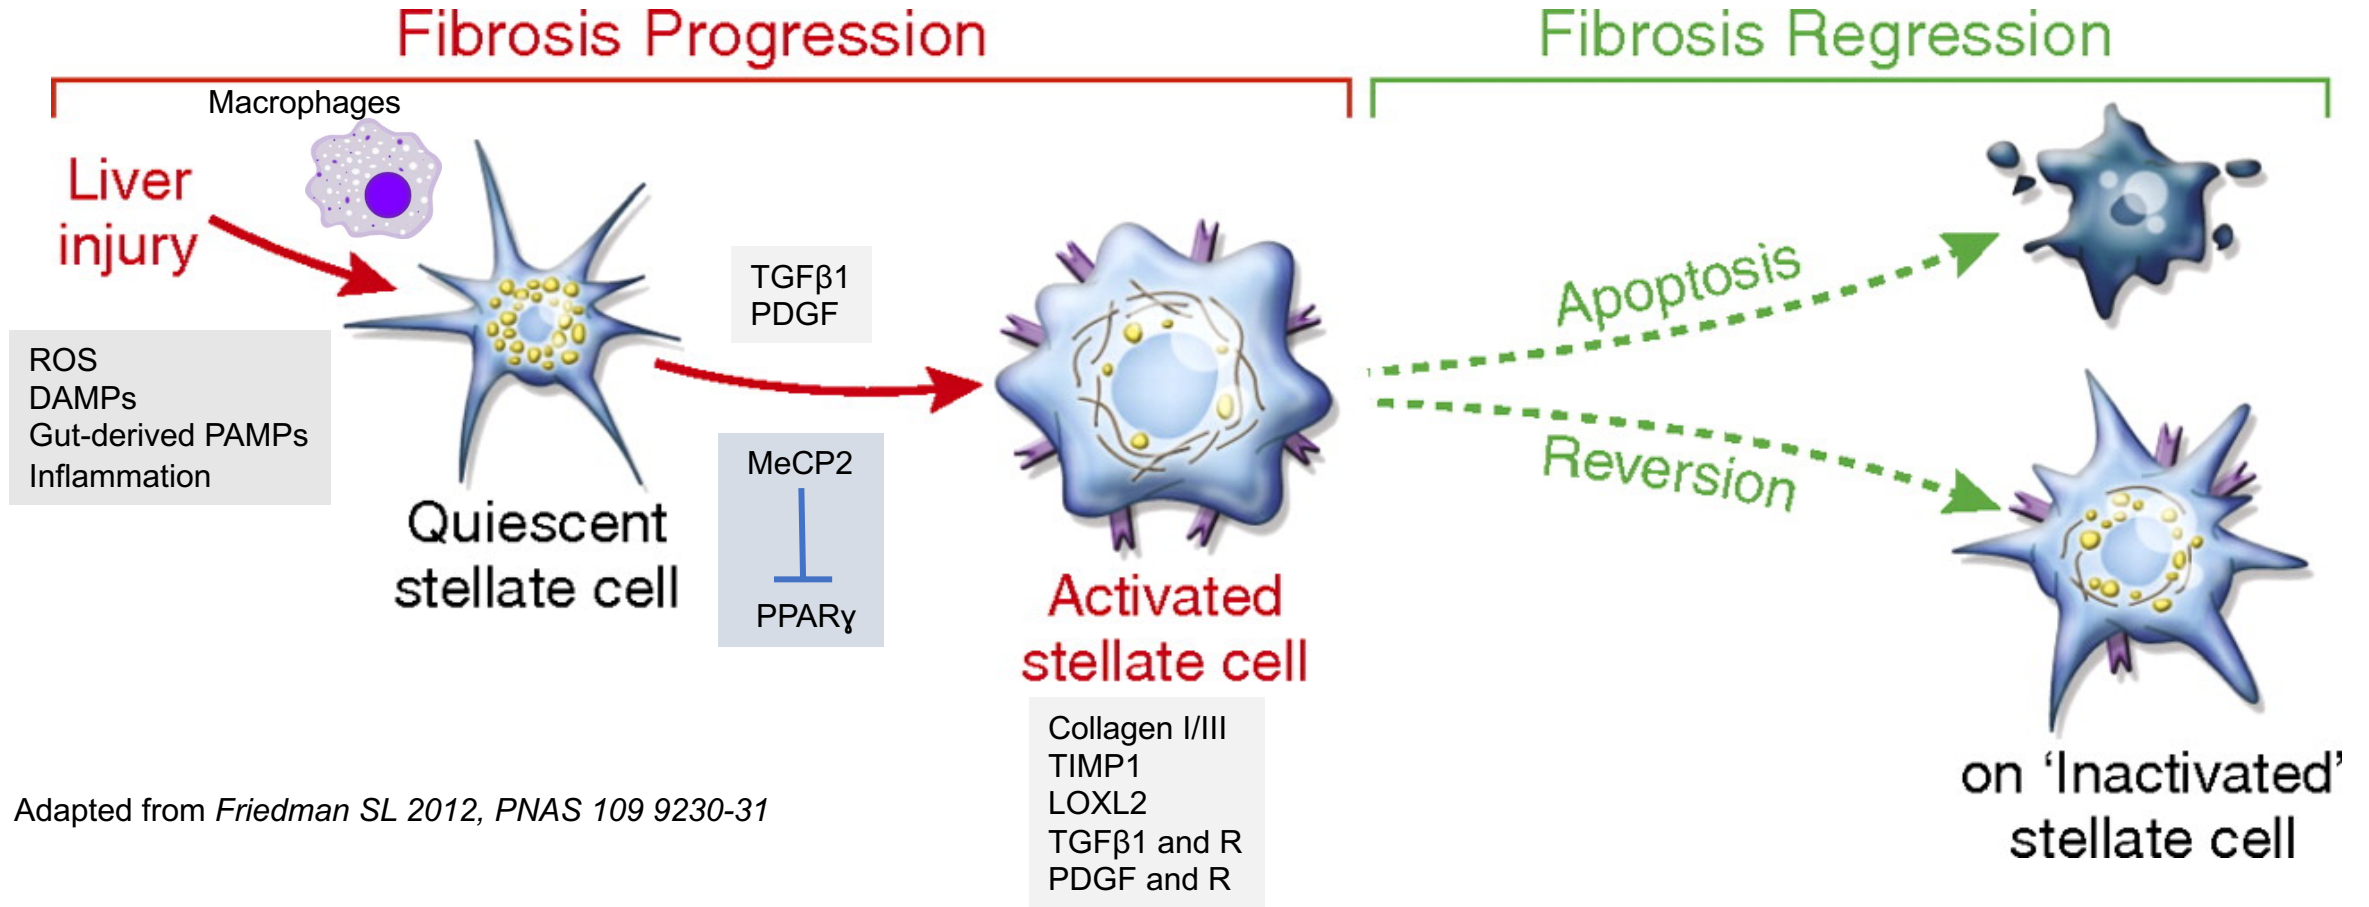 Fibrosis Progression
Fibrosis Regression
Macrophages
Liver
injury
ROS
DAMPs
Gut-derived PAMPs
Inflammation
Quiescent
stellate cell
TGFβ1
PDGF
MeCP2
PPARɣ
Activated
stellate cell
Collagen I/III
TIMP1
LOXL2
TGFβ1 and R
PDGF and R
Apoptosis
Reversion
on ‘Inactivated’
stellate cell
Adapted from Friedman SL 2012, PNAS 109 9230-31